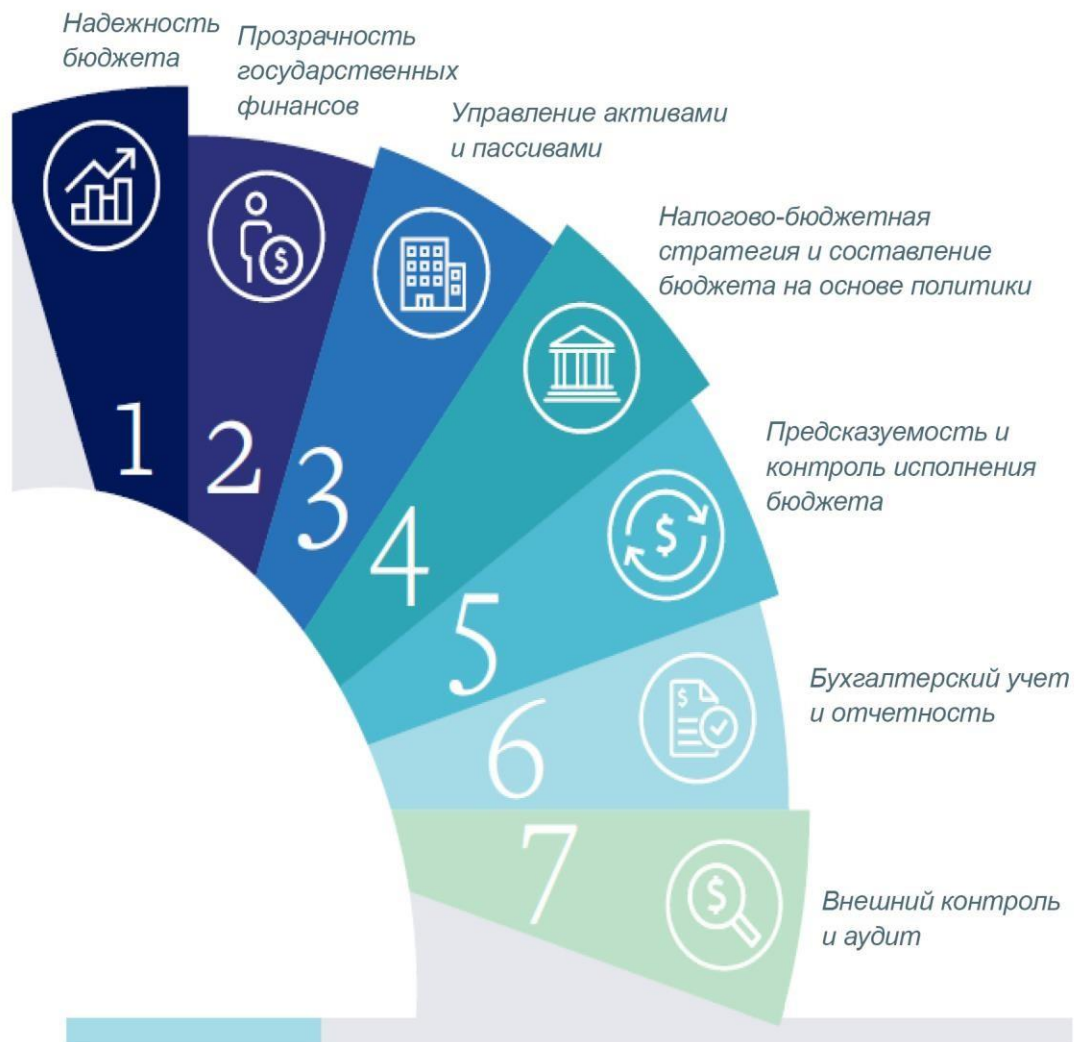 Надежность
бюджета
Прозрачность
государственных
финансов
Управление активами
и пассивами
Налогово-бюджетная
стратегия и составление
бюджета на основе политики
Предсказуемость и
контроль исполнения
бюджета
Бухгалтерский учет
и отчетность
Внешний контроль
и аудит
1
2
3
4
5
6
7
$
$
$
$